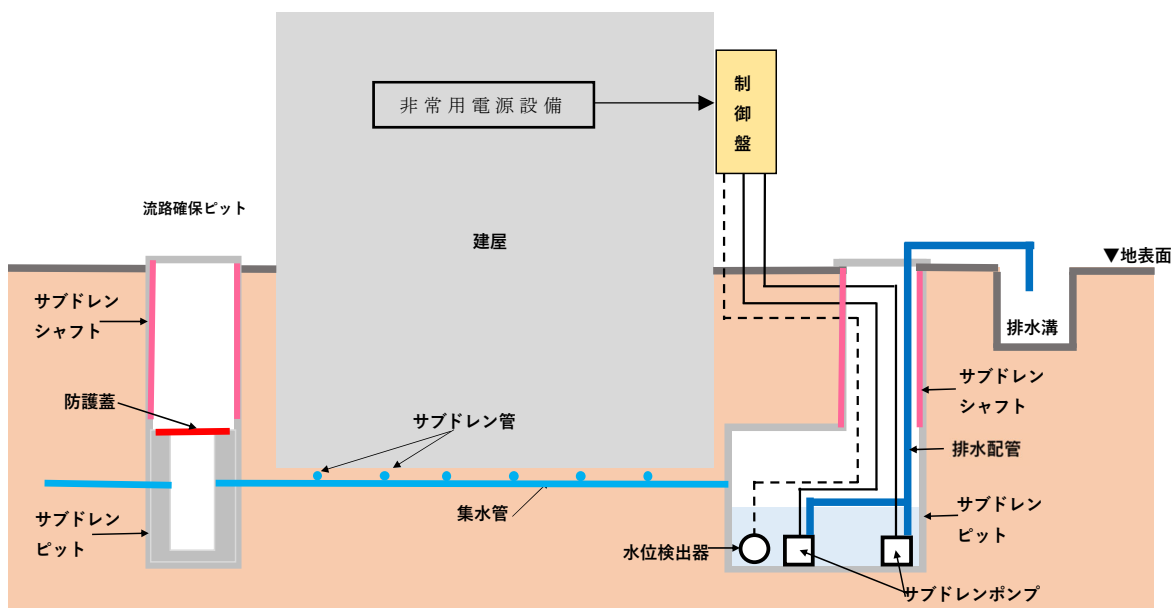 制
御
盤
非常用電源設備
流路確保ピット
建屋
▼地表面
サブドレン
シャフト
排水溝
サブドレン
シャフト
防護蓋
サブドレン管
排水配管
集水管
サブドレン
ピット
サブドレン
ピット
水位検出器
サブドレンポンプ